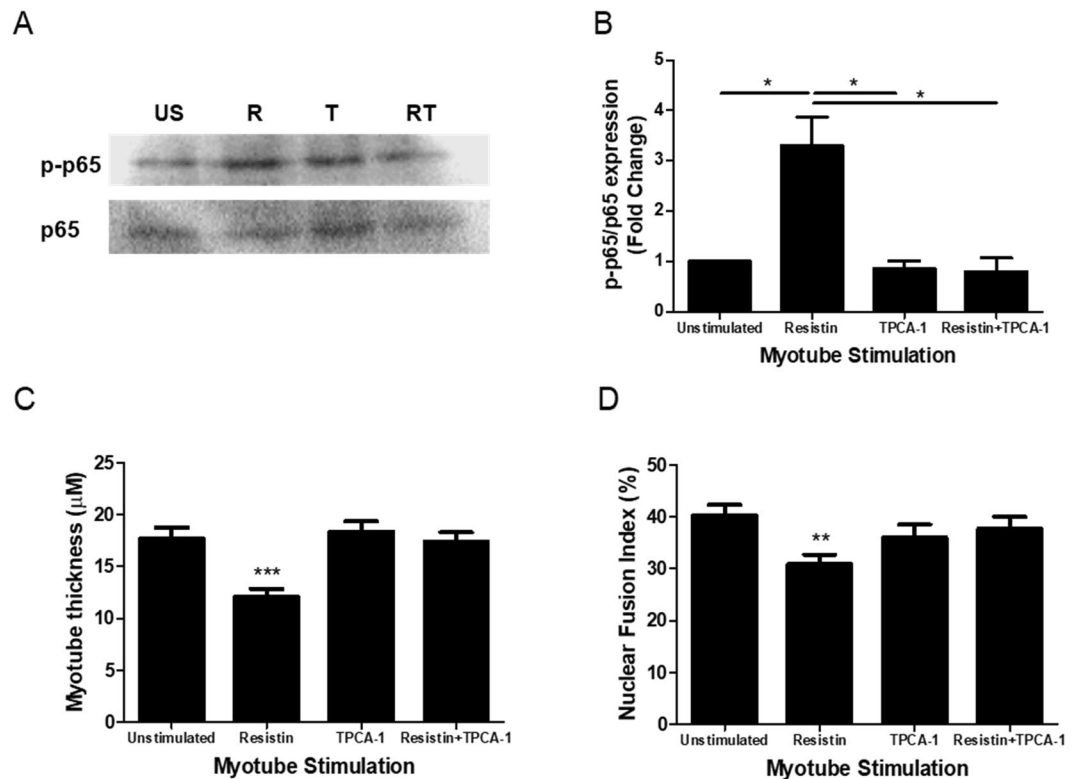 A
US R T RT
p-p65
p65
B
p-p65/p65 expression
(Fold Change)
5
4
3
2
1
0
* * *
Unstimulated Resistin TPCA-1 Resistin+TPCA-1
Myotube Stimulation
C
Myotube thickness (µM)
25
20
15
10
5
0
***
Unstimulated Resistin TPCA-1 Resistin+TPCA-1
Myotube Stimulation
D
Nuclear Fusion Index (%)
50
40
30
20
10
0
**
Unstimulated Resistin TPCA-1 Resistin+TPCA-1
Myotube Stimulation